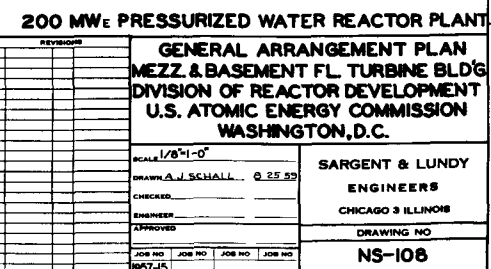 200 MWE PRESSURIZED WATER REACTOR PLANT
REVISIONS
GENERAL ARRANGEMENT PLAN
MEZZ. & BASEMENT FL. TURBINE BLD'G
DIVISION OF REACTOR DEVELOPMENT
U.S. ATOMIC ENERGY COMMISSION
WASHINGTON, D.C.
SCALE 1/8"=1-0"
DRAWN A.J SCHALL 8 25 59
CHECKED
ENGINEER
APPROVED
JOB NO JOB NO JOB NO JOB NO
1957-15
SARGENT & LUNDY
ENGINEERS
CHICAGO 3 ILLINOIS
DRAWING NO
NS-108